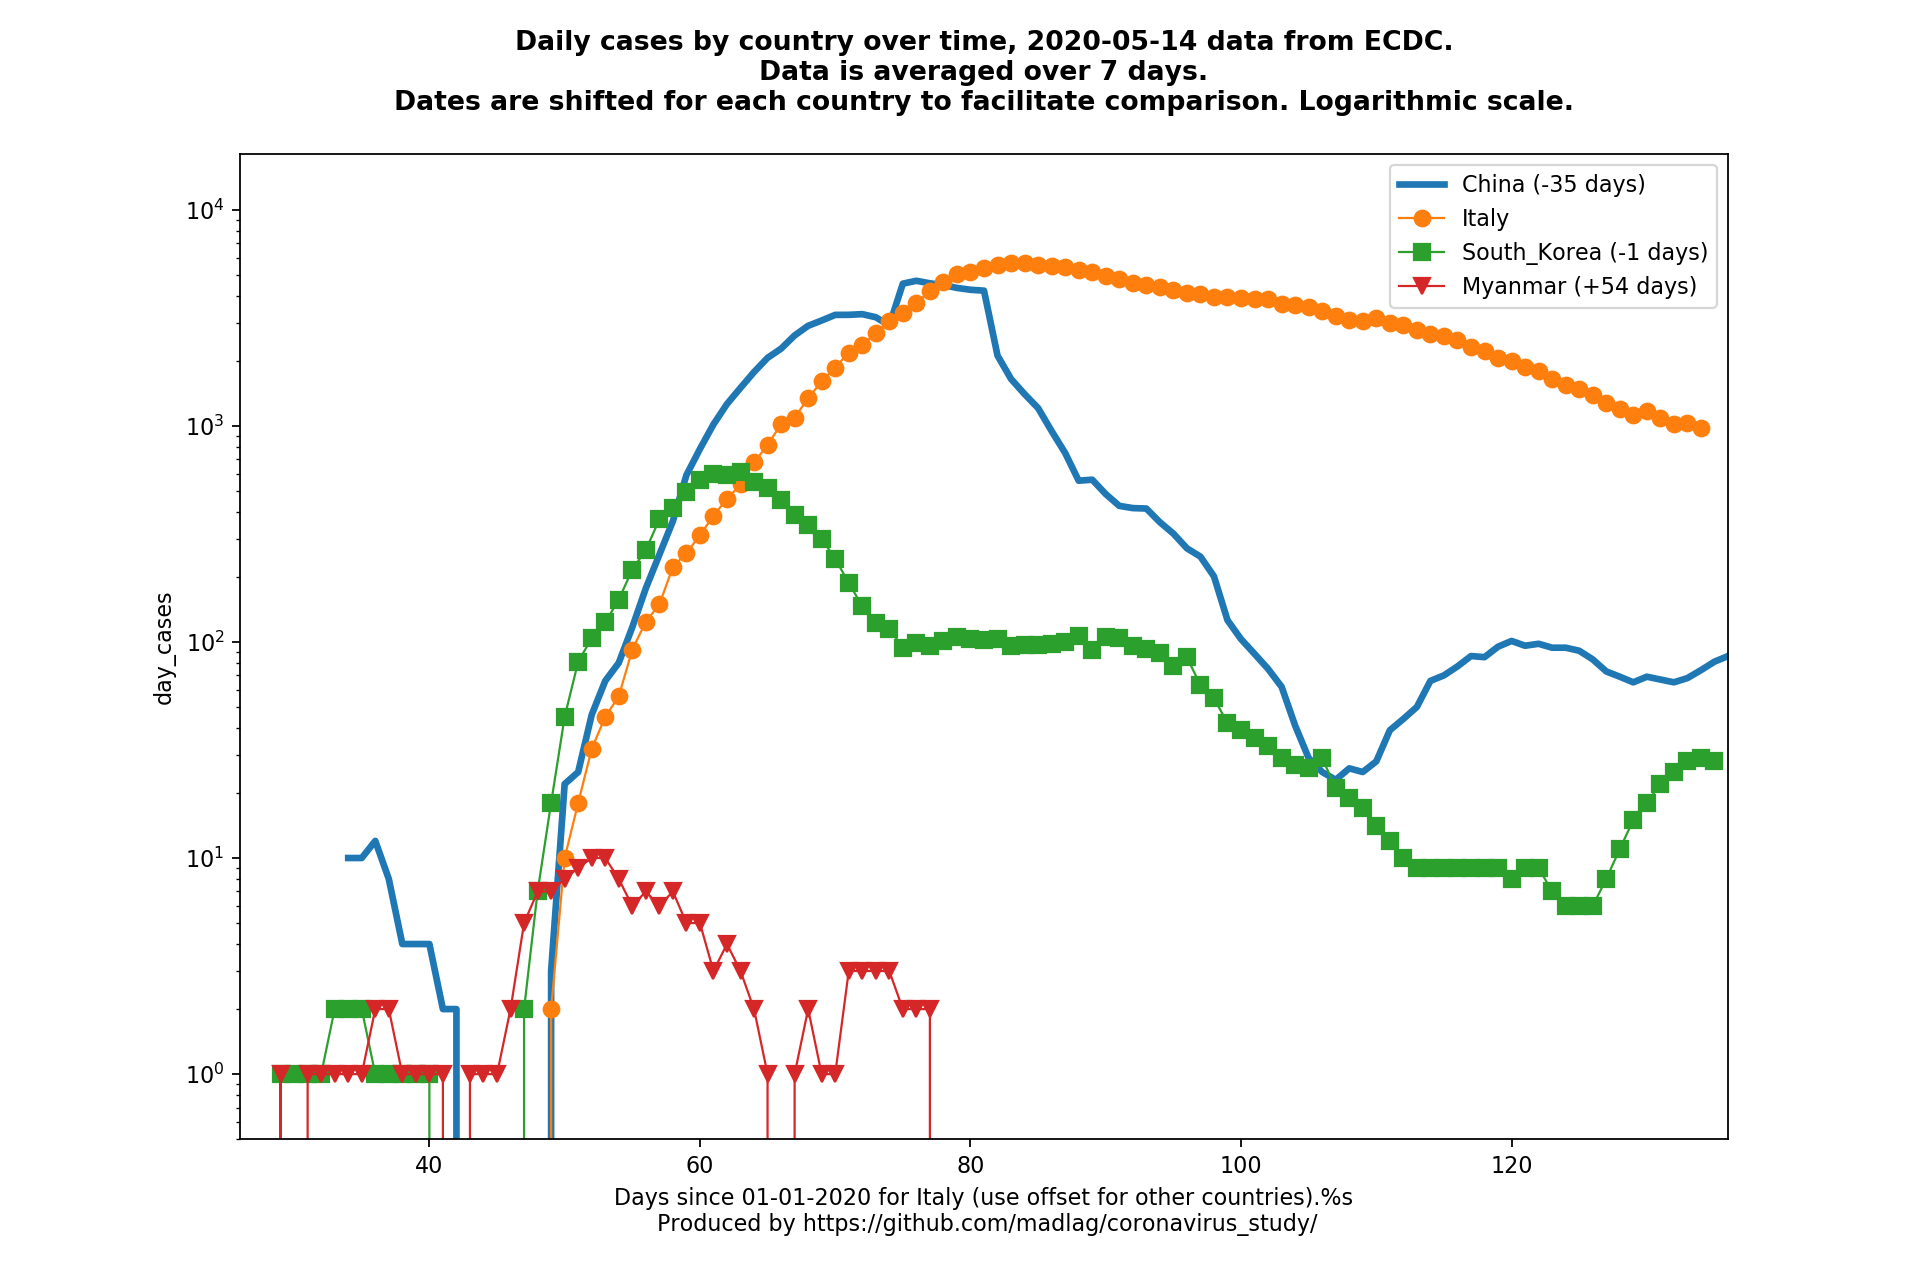 Daily cases by country over time, 2020-05-14 data from ECDC.
Data is averaged over 7 days.
Dates are shifted for each country to facilitate comparison. Logarithmic scale.
China (-35 days)
Italy
South_Korea (-1 days)
Myanmar (+54 days)
10⁴
10³
10²
10¹
10⁰
day_cases
40 60 80 100 120
Days since 01-01-2020 for Italy (use offset for other countries).%s
Produced by https://github.com/madlag/coronavirus_study/